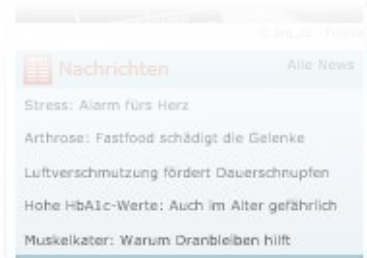 Nachrichten
Alle News
Stress: Alarm fürs Herz
Arthrose: Fastfood schädigt die Gelenke
Luftverschmutzung fördert Dauerschnupfen
Hohe HbA1c-Werte: Auch im Alter gefährlich
Muskelkater: Warum Dranbleiben hilft